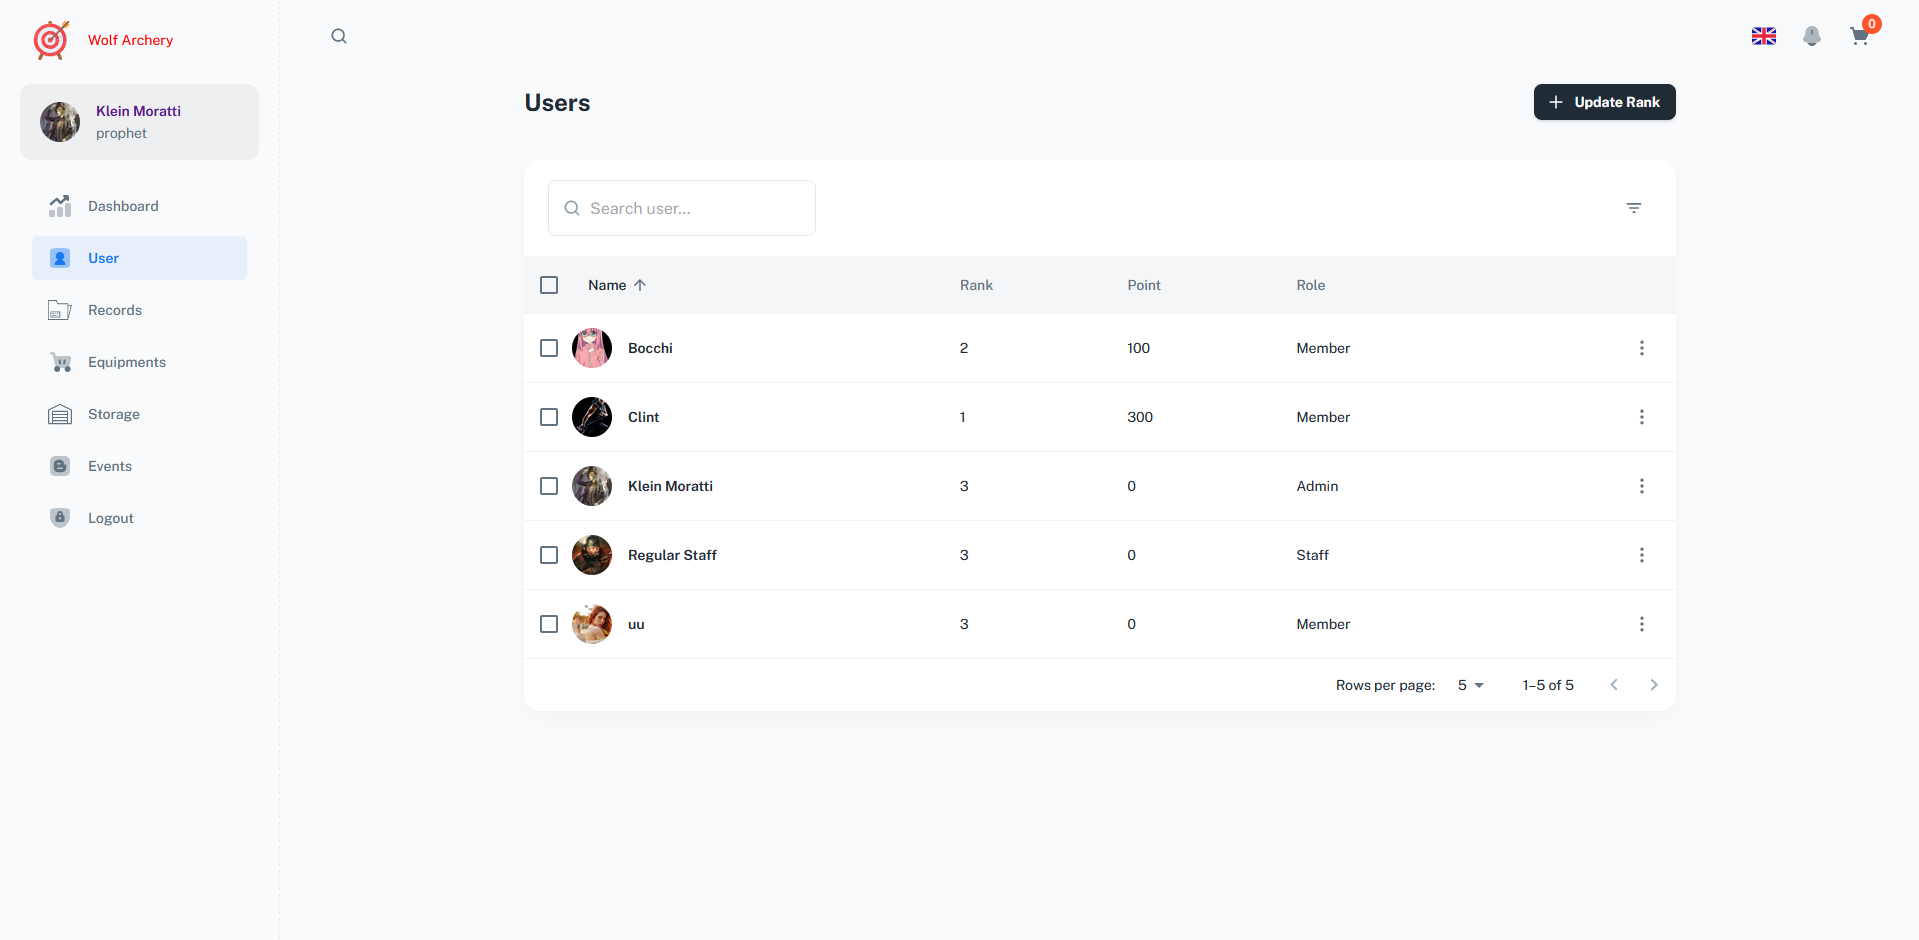 Wolf Archery
0
Klein Moratti
prophet
Dashboard
User
Records
Equipments
Storage
Events
Logout
Users
Update Rank
Search user...
Name Rank Point Role
Bocchi 2 100 Member
Clint 1 300 Member
Klein Moratti 3 0 Admin
Regular Staff 3 0 Staff
uu 3 0 Member
Rows per page: 5 1–5 of 5